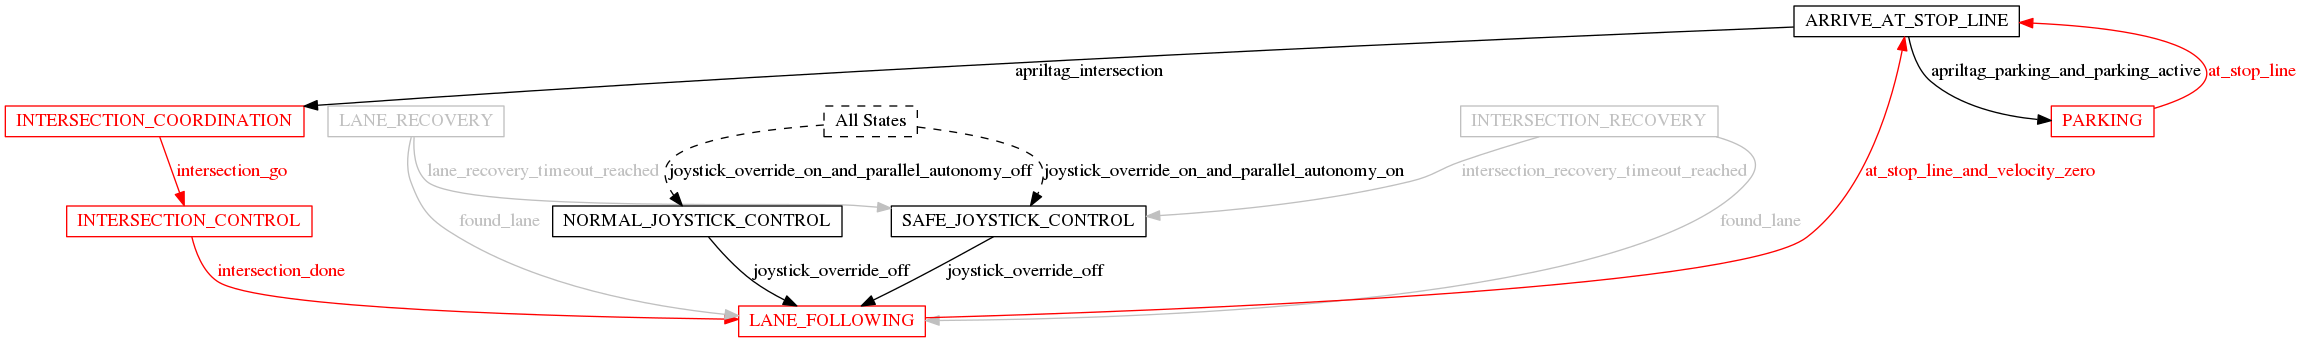 ARRIVE_AT_STOP_LINE
apriltag_intersection
apriltag_parking_and_parking_active
at_stop_line
INTERSECTION_COORDINATION
LANE_RECOVERY
All States
INTERSECTION_RECOVERY
PARKING
intersection_go
lane_recovery_timeout_reached
joystick_override_on_and_parallel_autonomy_off
joystick_override_on_and_parallel_autonomy_on
intersection_recovery_timeout_reached
at_stop_line_and_velocity_zero
INTERSECTION_CONTROL
found_lane
NORMAL_JOYSTICK_CONTROL
SAFE_JOYSTICK_CONTROL
found_lane
intersection_done
joystick_override_off
joystick_override_off
LANE_FOLLOWING